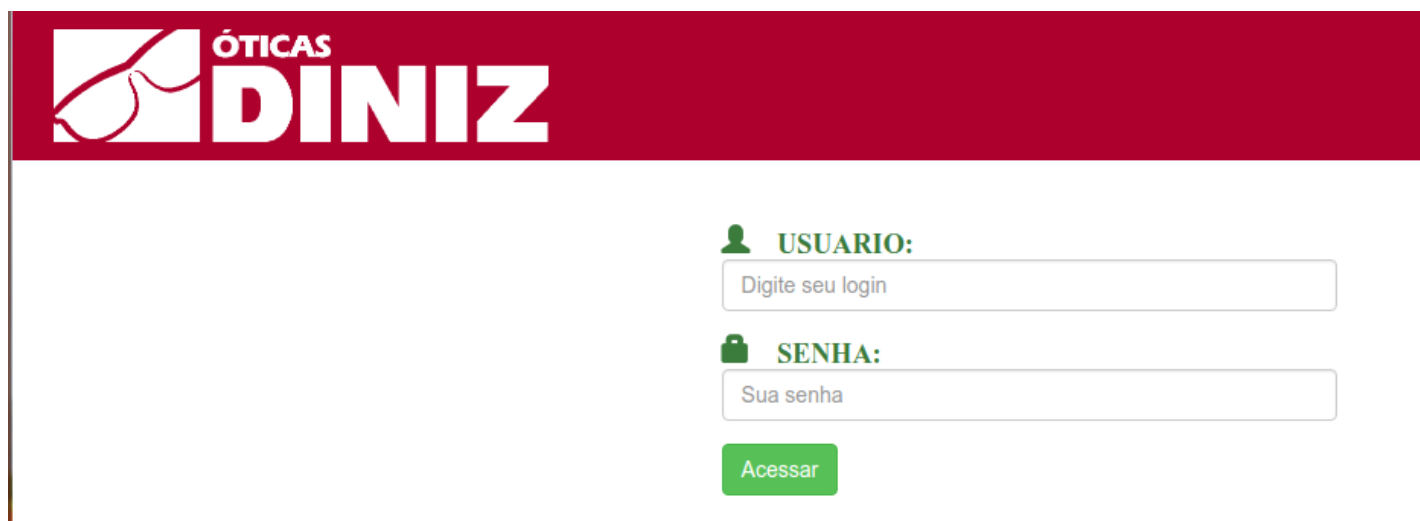 ÓTICAS
DINIZ
USUARIO:
Digite seu login
SENHA:
Sua senha
Acessar